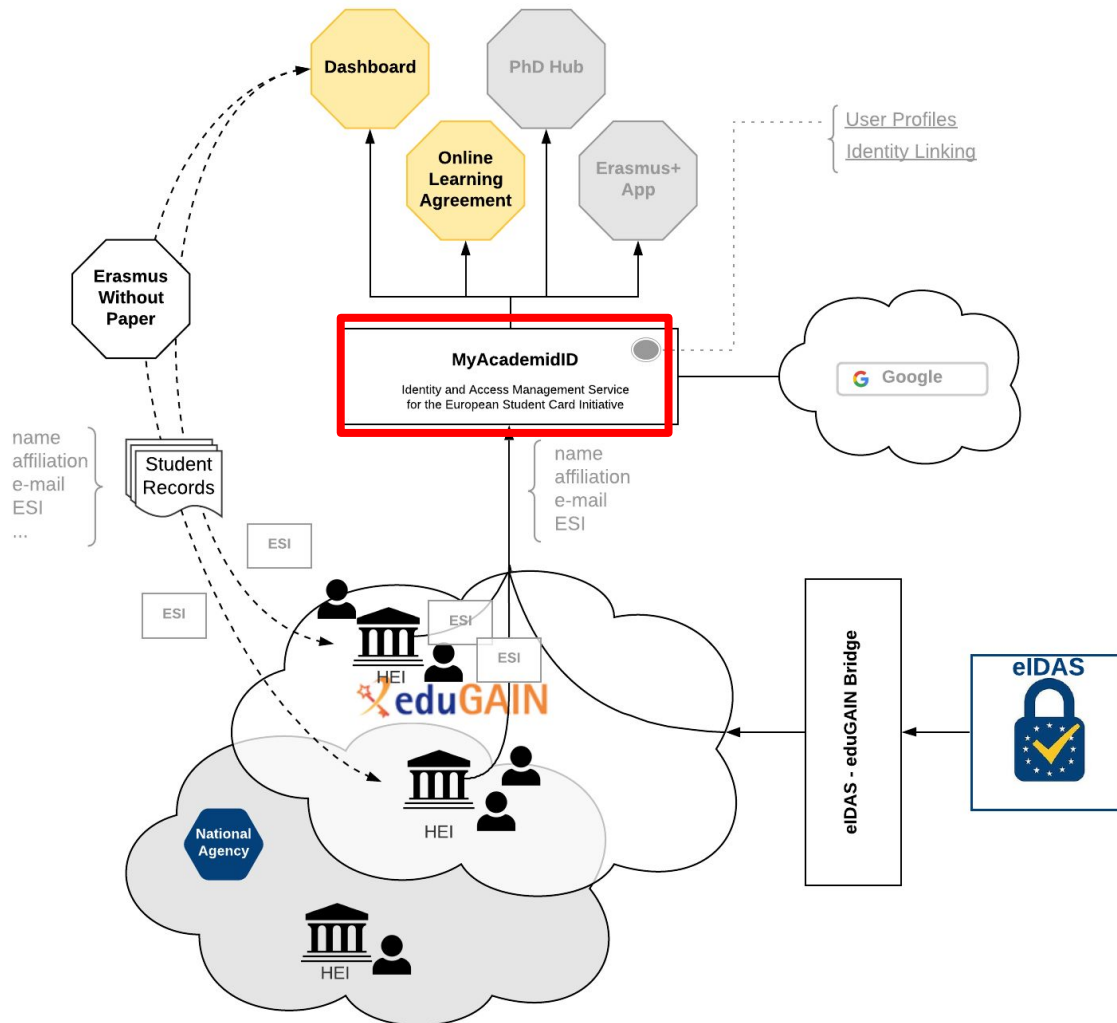 Dashboard
PhD Hub
User Profiles
Identity Linking
Online
Learning
Agreement
Erasmus+
App
Erasmus
Without
Paper
MyAcademidID
Identity and Access Management Service
for the European Student Card Initiative
Google
name
affiliation
e-mail
ESI
...
Student
Records
name
affiliation
e-mail
ESI
ESI
ESI
ESI
ESI
HEI
eduGAIN
HEI
National
Agency
HEI
eIDAS - eduGAIN Bridge
eIDAS